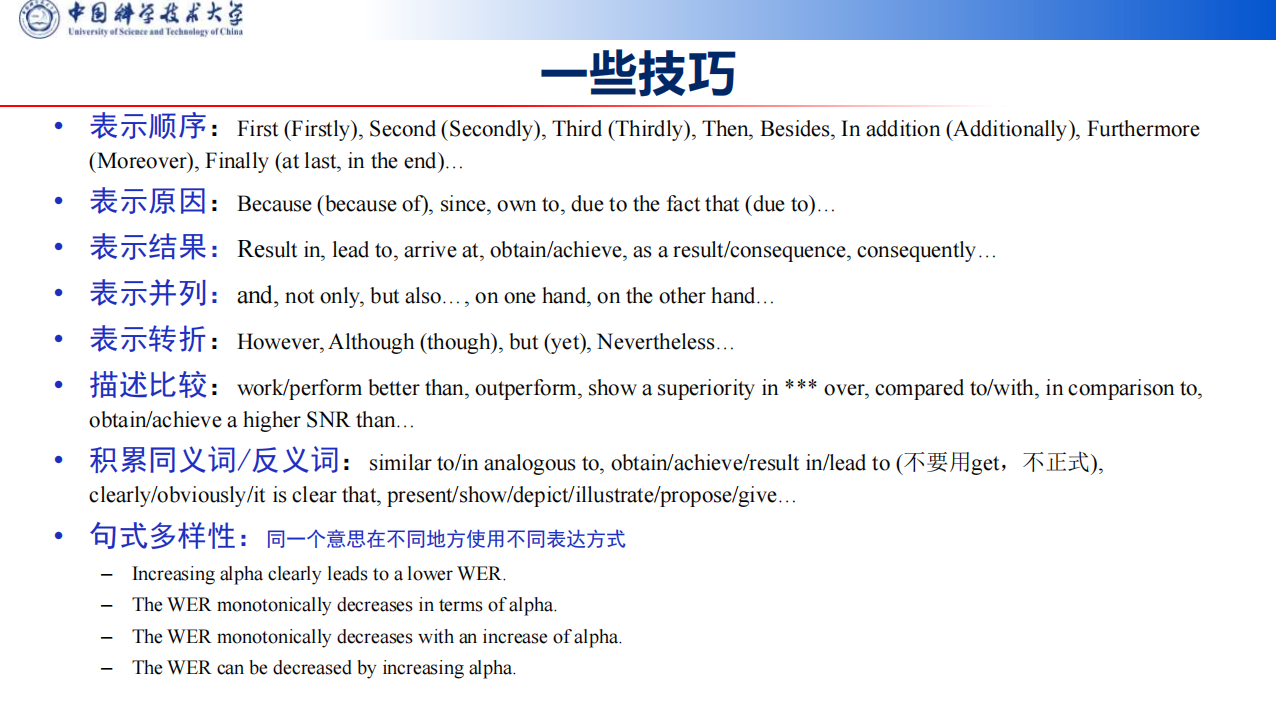 中国科学技术大学
University of Science and Technology of China
一些技巧
• 表示顺序：First (Firstly), Second (Secondly), Third (Thirdly), Then, Besides, In addition (Additionally), Furthermore
(Moreover), Finally (at last, in the end)…
• 表示原因：Because (because of), since, own to, due to the fact that (due to)…
• 表示结果：Result in, lead to, arrive at, obtain/achieve, as a result/consequence, consequently…
• 表示并列：and, not only, but also…, on one hand, on the other hand…
• 表示转折：However, Although (though), but (yet), Nevertheless…
• 描述比较：work/perform better than, outperform, show a superiority in *** over, compared to/with, in comparison to,
obtain/achieve a higher SNR than…
• 积累同义词/反义词：similar to/in analogous to, obtain/achieve/result in/lead to (不要用get，不正式),
clearly/obviously/it is clear that, present/show/depict/illustrate/propose/give…
• 句式多样性：同一个意思在不同地方使用不同表达方式
– Increasing alpha clearly leads to a lower WER.
– The WER monotonically decreases in terms of alpha.
– The WER monotonically decreases with an increase of alpha.
– The WER can be decreased by increasing alpha.